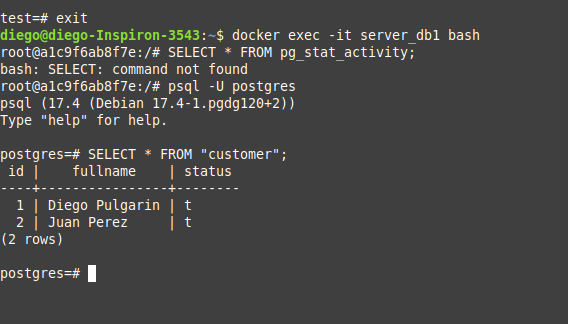 test=# exit
diego@diego-Inspiron-3543:~$ docker exec -it server_db1 bash
root@a1c9f6ab8f7e:/# SELECT * FROM pg_stat_activity;
bash: SELECT: command not found
root@a1c9f6ab8f7e:/# psql -U postgres
psql (17.4 (Debian 17.4-1.pgdg120+2))
Type "help" for help.

postgres=# SELECT * FROM "customer";
 id |    fullname    | status
----+----------------+--------
  1 | Diego Pulgarin | t
  2 | Juan Perez     | t
(2 rows)

postgres=#